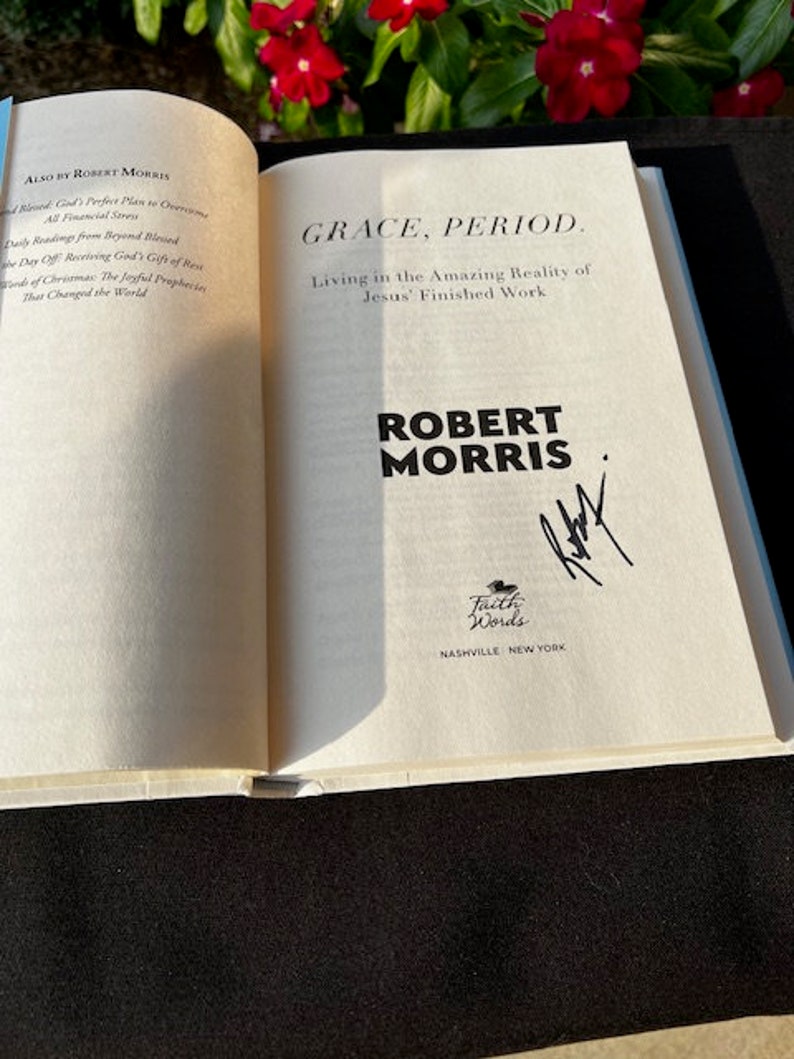 ALSO BY ROBERT MORRIS
Blessed: God's Perfect Plan to Overcome
All Financial Stress
Daily Readings from Beyond Blessed
the Day Off: Receiving God's Gift of Rest
Words of Christmas: The Joyful Prophecies
That Changed the World
GRACE, PERIOD.
Living in the Amazing Reality of
Jesus' Finished Work
ROBERT
MORRIS
Faith
Words
NASHVILLE NEW YORK